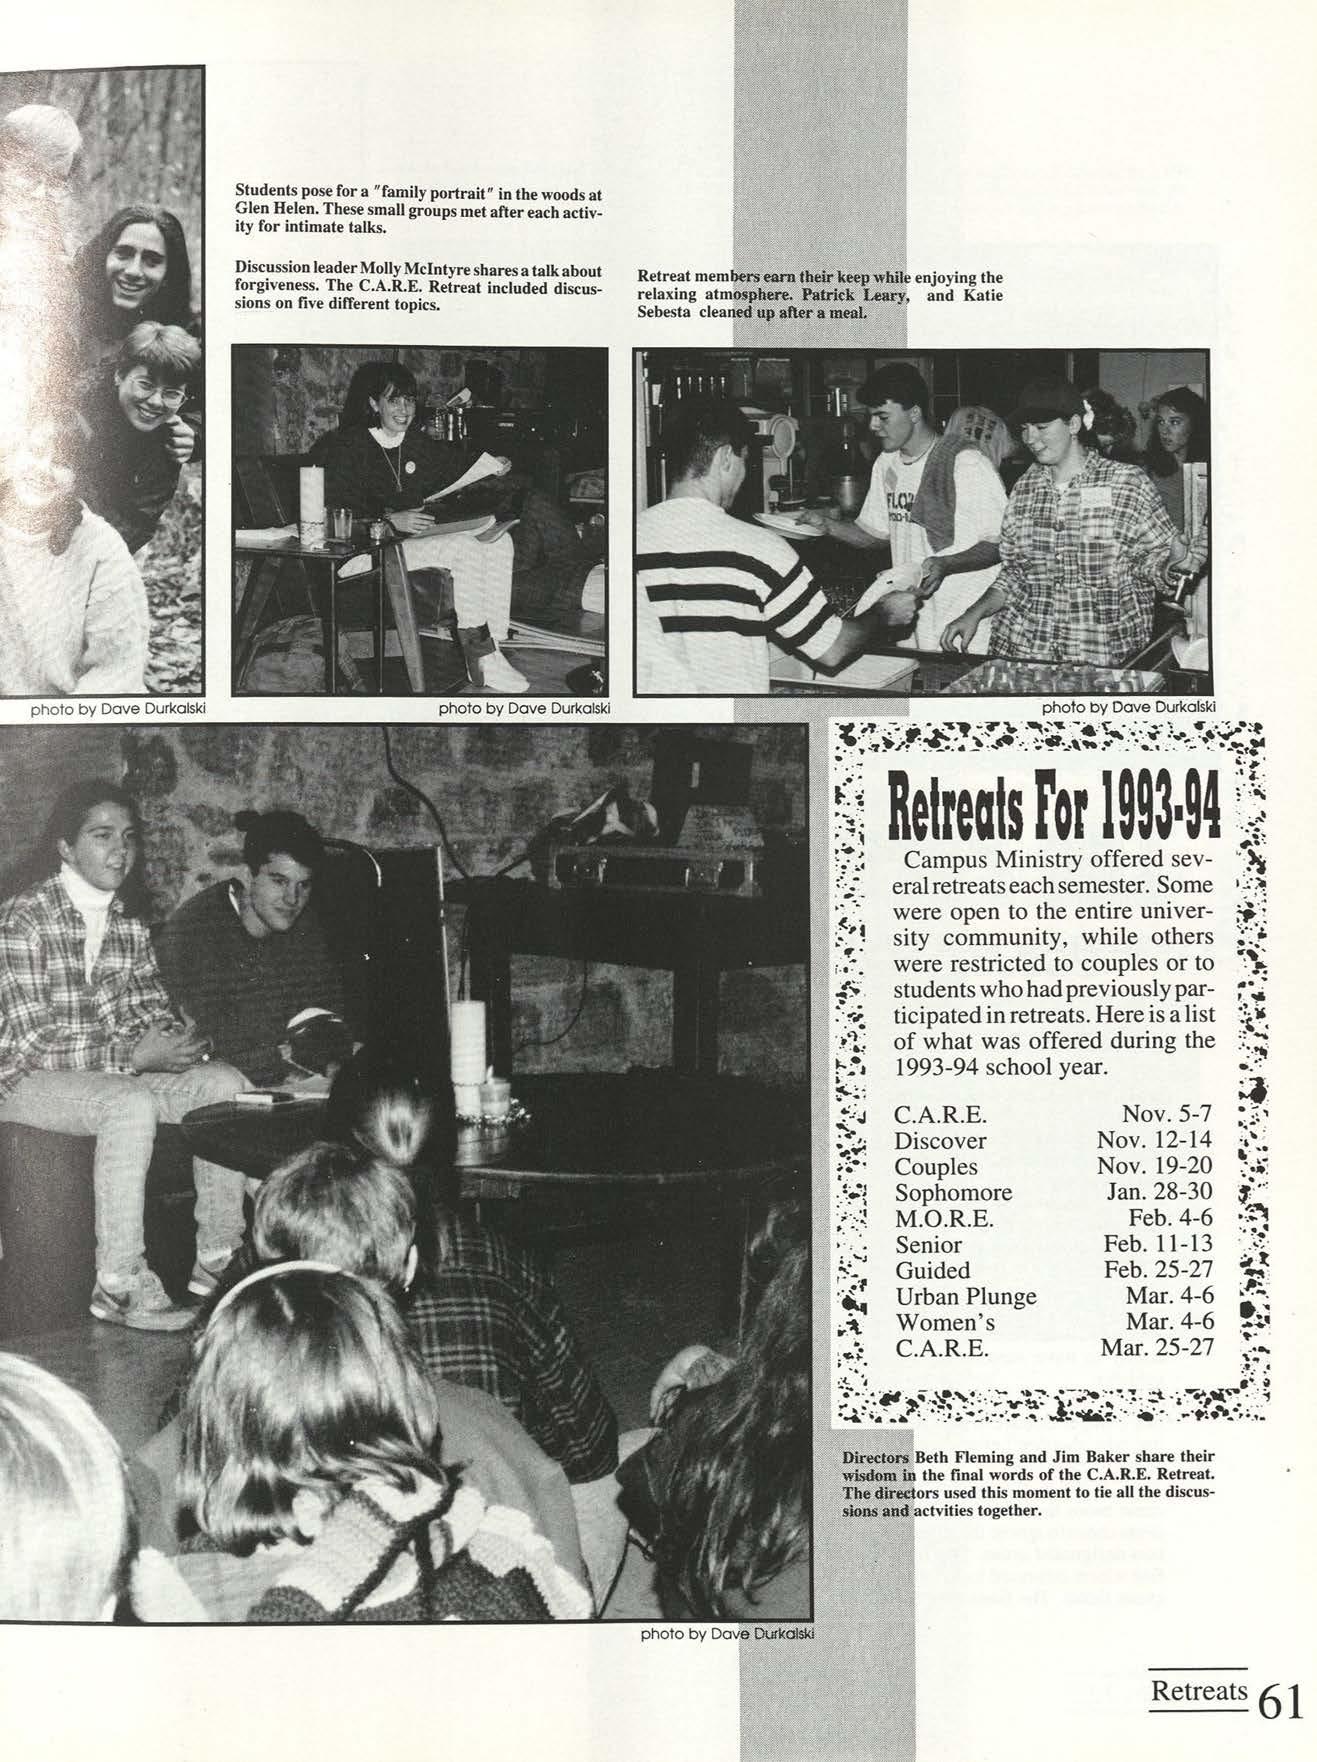 Students pose for a "family portrait" in the woods at
Glen Helen. These small groups met after each activ-
ity for intimate talks.
Discussion leader Molly McIntyre shares a talk about
forgiveness. The C.A.R.E. Retreat included discus-
sions on five different topics.
Retreat members earn their keep while enjoying the
relaxing atmosphere. Patrick Leary, and Katie
Sebesta cleaned up after a meal.
photo by Dave Durkalski
photo by Dave Durkalski
photo by Dave Durkalski
Retreats For 1993-94
Campus Ministry offered sev-
eral retreats each semester. Some
were open to the entire univer-
sity community, while others
were restricted to couples or to
students who had previously par-
ticipated in retreats. Here is a list
of what was offered during the
1993-94 school year.
C.A.R.E. Nov. 5-7
Discover Nov. 12-14
Couples Nov. 19-20
Sophomore Jan. 28-30
M.O.R.E. Feb. 4-6
Senior Feb. 11-13
Guided Feb. 25-27
Urban Plunge Mar. 4-6
Women's Mar. 4-6
C.A.R.E. Mar. 25-27
Directors Beth Fleming and Jim Baker share their
wisdom in the final words of the C.A.R.E. Retreat.
The directors used this moment to tie all the discus-
sions and actvities together.
photo by Dave Durkalski
Retreats 61